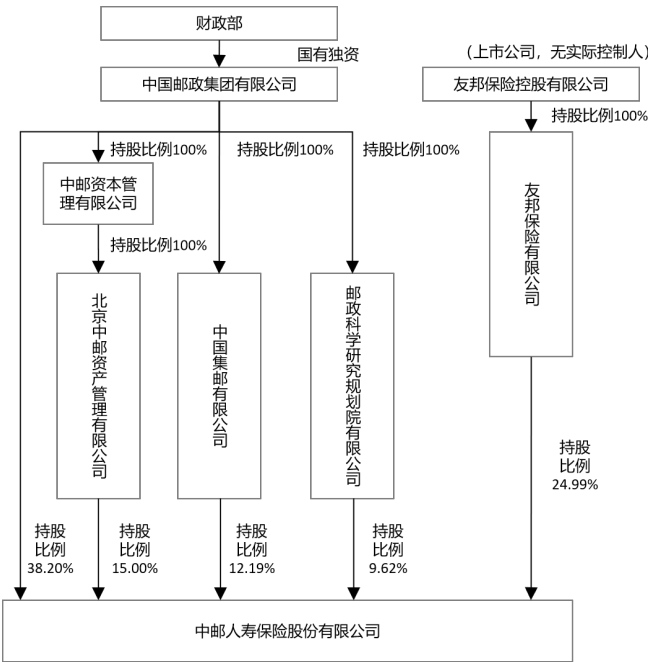 财政部
国有独资
中国邮政集团有限公司
（上市公司，无实际控制人）
友邦保险控股有限公司
持股比例100%
持股比例100%
持股比例100%
持股比例100%
中邮资本管
理有限公司
持股比例100%
友邦保险有限公司
北京中邮资产管理有限公司
中国集邮有限公司
邮政科学研究规划院有限公司
持股
比例
24.99%
持股
比例
38.20%
持股
比例
15.00%
持股
比例
12.19%
持股
比例
9.62%
中邮人寿保险股份有限公司